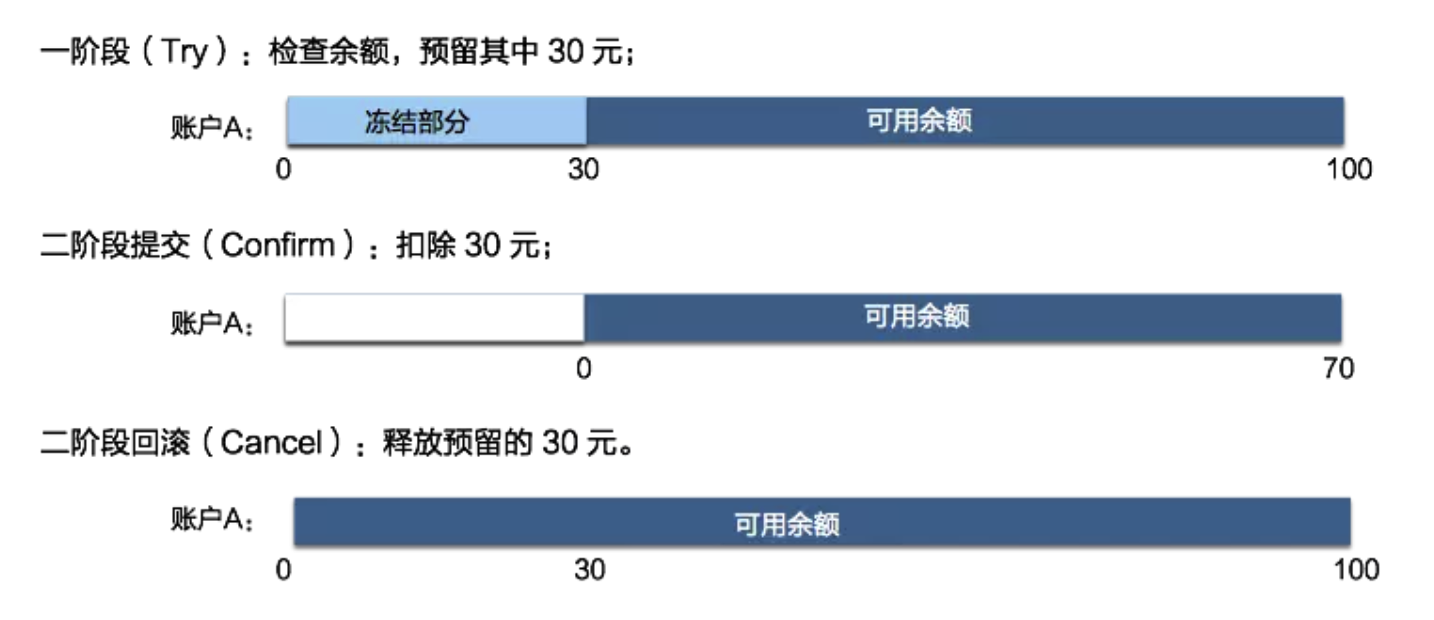 一阶段（Try）：检查余额，预留其中 30 元；
账户A：
冻结部分
可用余额
0
30
100
二阶段提交（Confirm）：扣除 30 元；
账户A：
可用余额
0
70
二阶段回滚（Cancel）：释放预留的 30 元。
账户A：
可用余额
0
30
100